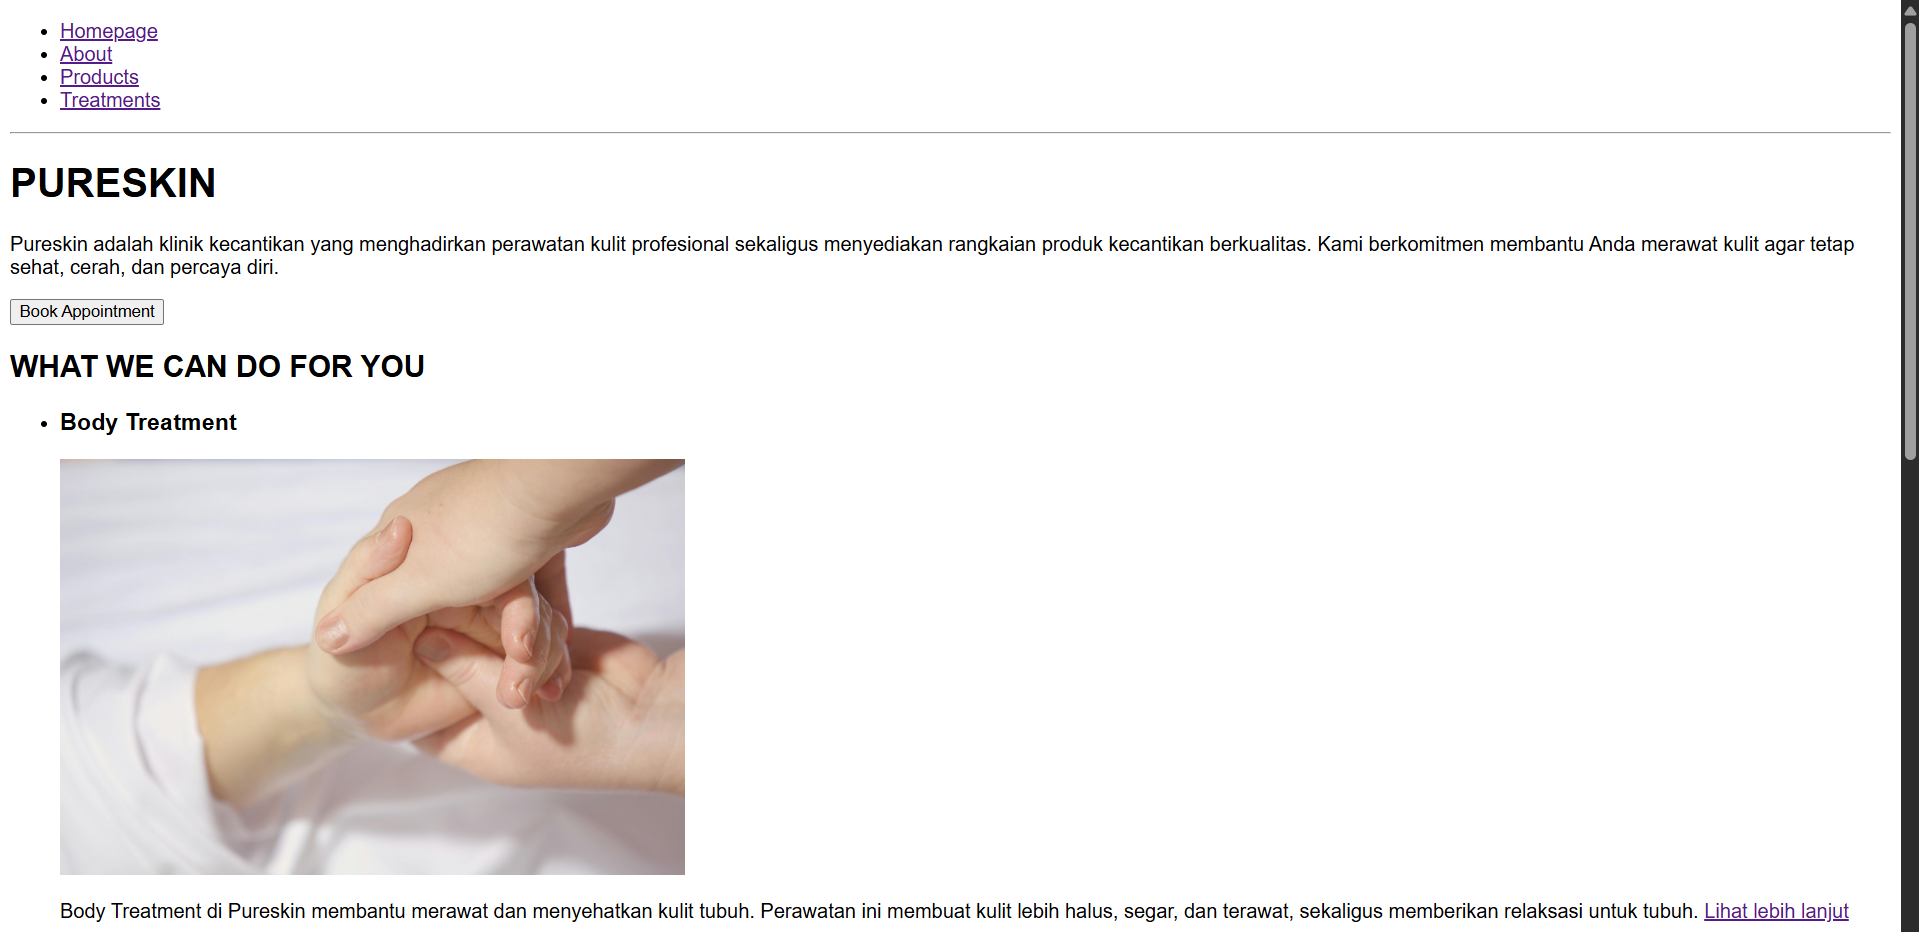 Homepage
About
Products
Treatments
PURESKIN
Pureskin adalah klinik kecantikan yang menghadirkan perawatan kulit profesional sekaligus menyediakan rangkaian produk kecantikan berkualitas. Kami berkomitmen membantu Anda merawat kulit agar tetap
sehat, cerah, dan percaya diri.
Book Appointment
WHAT WE CAN DO FOR YOU
Body Treatment
Body Treatment di Pureskin membantu merawat dan menyehatkan kulit tubuh. Perawatan ini membuat kulit lebih halus, segar, dan terawat, sekaligus memberikan relaksasi untuk tubuh. Lihat lebih lanjut